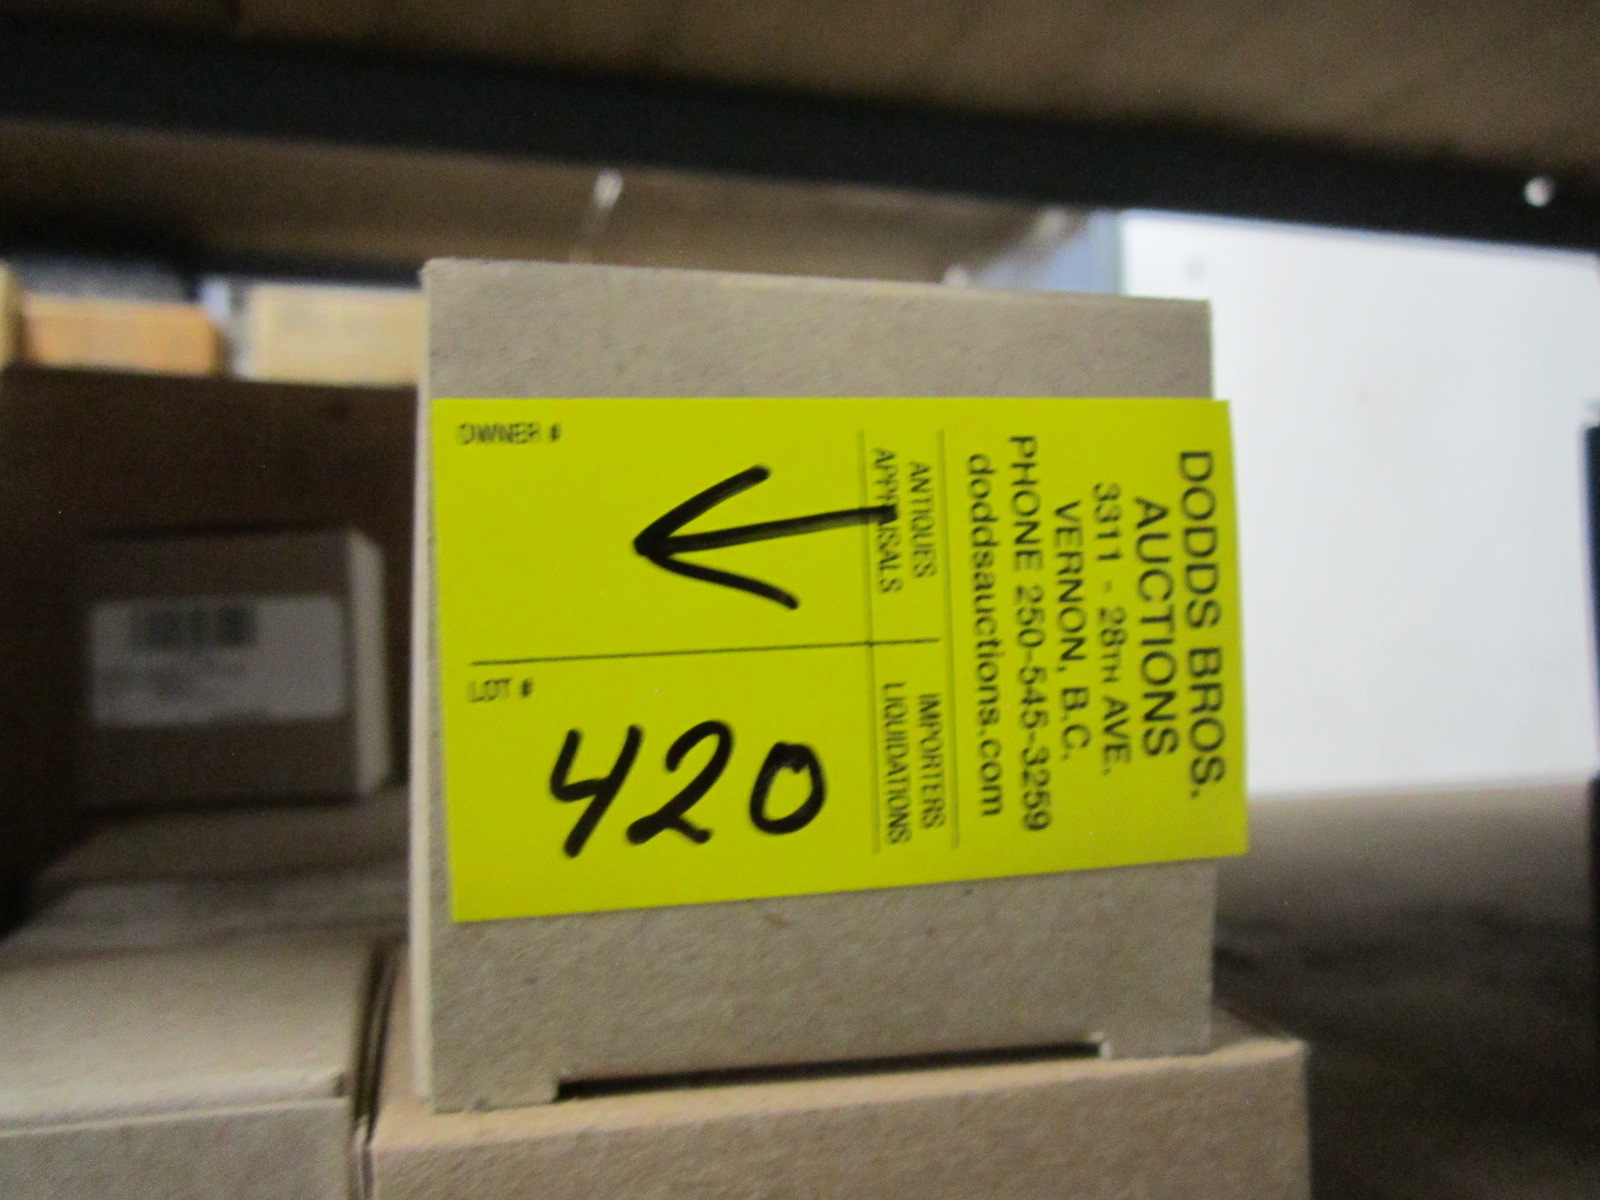 DODDS BROS.
AUCTIONS
3311 - 28TH AVE.
VERNON, B.C.
PHONE 250-545-3259
doddsauctions.com
ANTIQUES
APPRAISALS
IMPORTERS
LIQUIDATIONS
OWNER #
LOT #
420